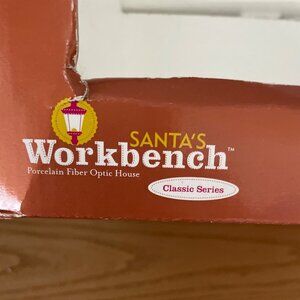 SANTA'S
Workbench™
Porcelain Fiber Optic House
Classic Series